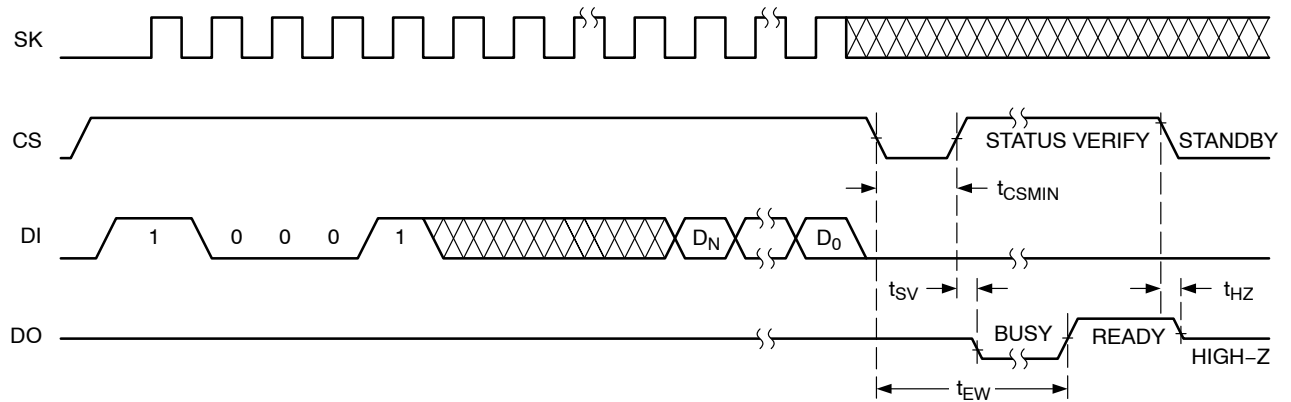 SK
CS
STATUS VERIFY
STANDBY
tCSMIN
DI
1 0 0 0 1 DN D0
tSV
tHZ
DO
BUSY
READY
HIGH–Z
tEW